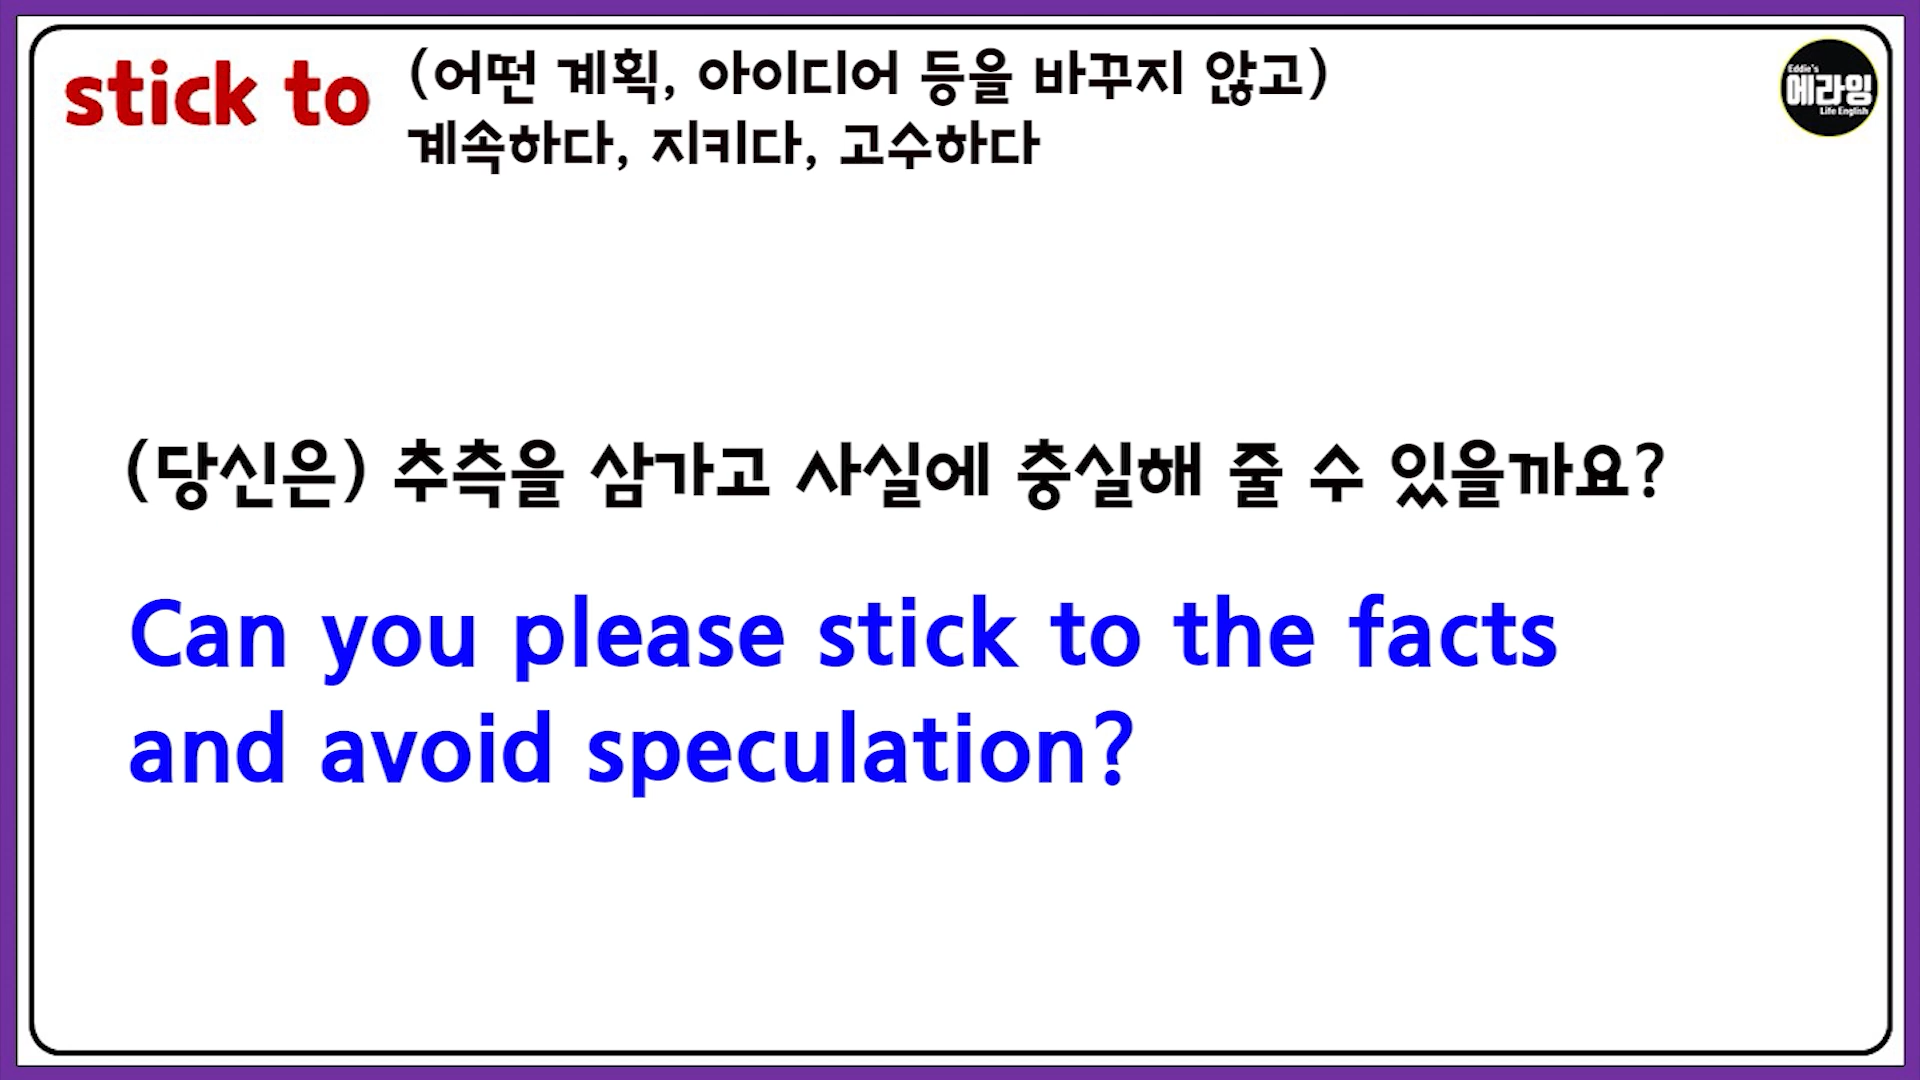 stick to
(어떤 계획, 아이디어 등을 바꾸지 않고)
계속하다, 지키다, 고수하다
Eddie's
에라잉
Life English
(당신은) 추측을 삼가고 사실에 충실해 줄 수 있을까요?
Can you please stick to the facts
and avoid speculation?